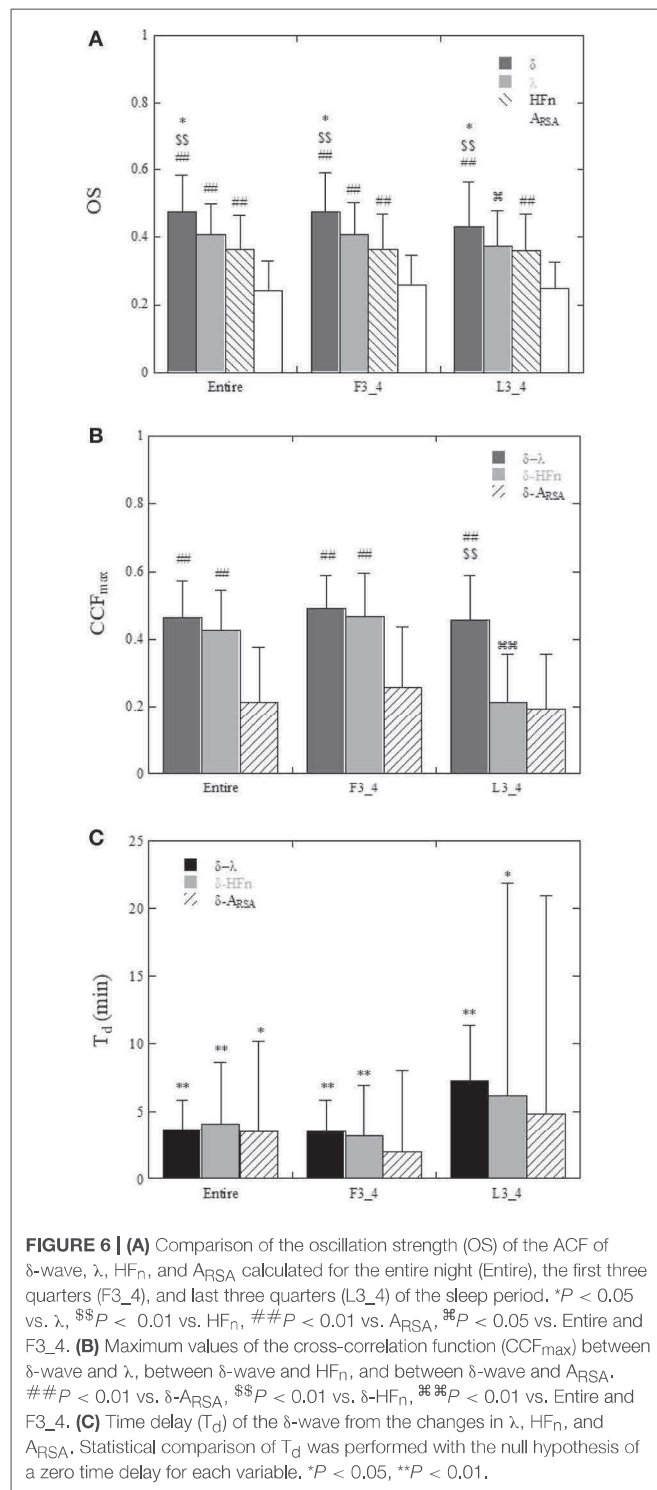 A
1
0.8
0.6
0.4
0.2
0
OS
δ
λ
HFn
ARSA
*
$$
##
##
##
*
$$
##
##
##
*
$$
##
⌘
##
Entire F3_4 L3_4
B
1
0.8
0.6
0.4
0.2
0
CCFmax
δ-λ
δ-HFn
δ-ARSA
##
##
##
##
##
$$
⌘⌘
Entire F3_4 L3_4
C
25
20
15
10
5
0
Td (min)
δ-λ
δ-HFn
δ-ARSA
**
**
*
**
**
**
*
Entire F3_4 L3_4
FIGURE 6 | (A) Comparison of the oscillation strength (OS) of the ACF of
δ-wave, λ, HFn, and ARSA calculated for the entire night (Entire), the first three
quarters (F3_4), and last three quarters (L3_4) of the sleep period. *P < 0.05
vs. λ, $$P < 0.01 vs. HFn, ##P < 0.01 vs. ARSA, ⌘P < 0.05 vs. Entire and
F3_4. (B) Maximum values of the cross-correlation function (CCFmax) between
δ-wave and λ, between δ-wave and HFn, and between δ-wave and ARSA.
##P < 0.01 vs. δ-ARSA, $$P < 0.01 vs. δ-HFn, ⌘⌘P < 0.01 vs. Entire and
F3_4. (C) Time delay (Td) of the δ-wave from the changes in λ, HFn, and
ARSA. Statistical comparison of Td was performed with the null hypothesis of
a zero time delay for each variable. *P < 0.05, **P < 0.01.